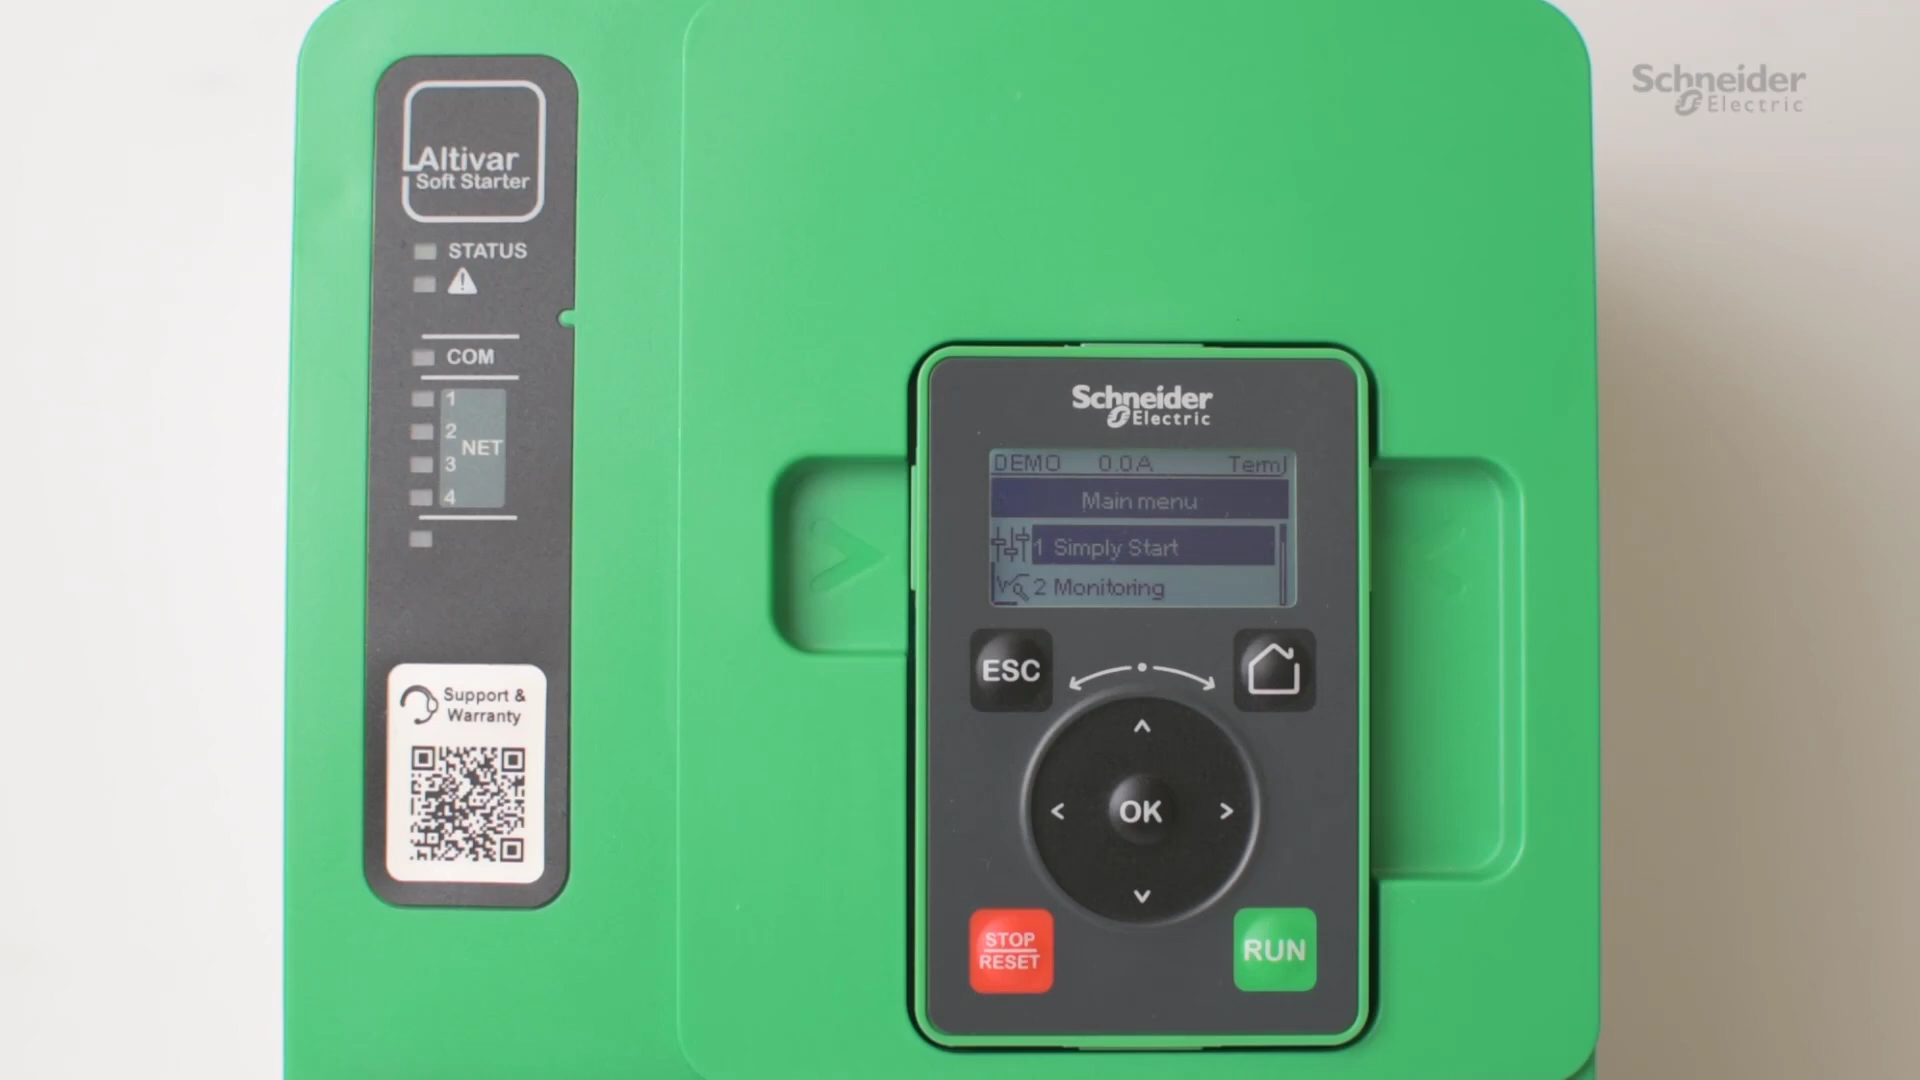 Schneider
Electric
Altivar
Soft Starter
STATUS
COM
1
2
NET
3
4
Support &
Warranty
Schneider
Electric
DEMO 0.0A Term
Main menu
1 Simply Start
2 Monitoring
ESC
OK
STOP
RESET
RUN